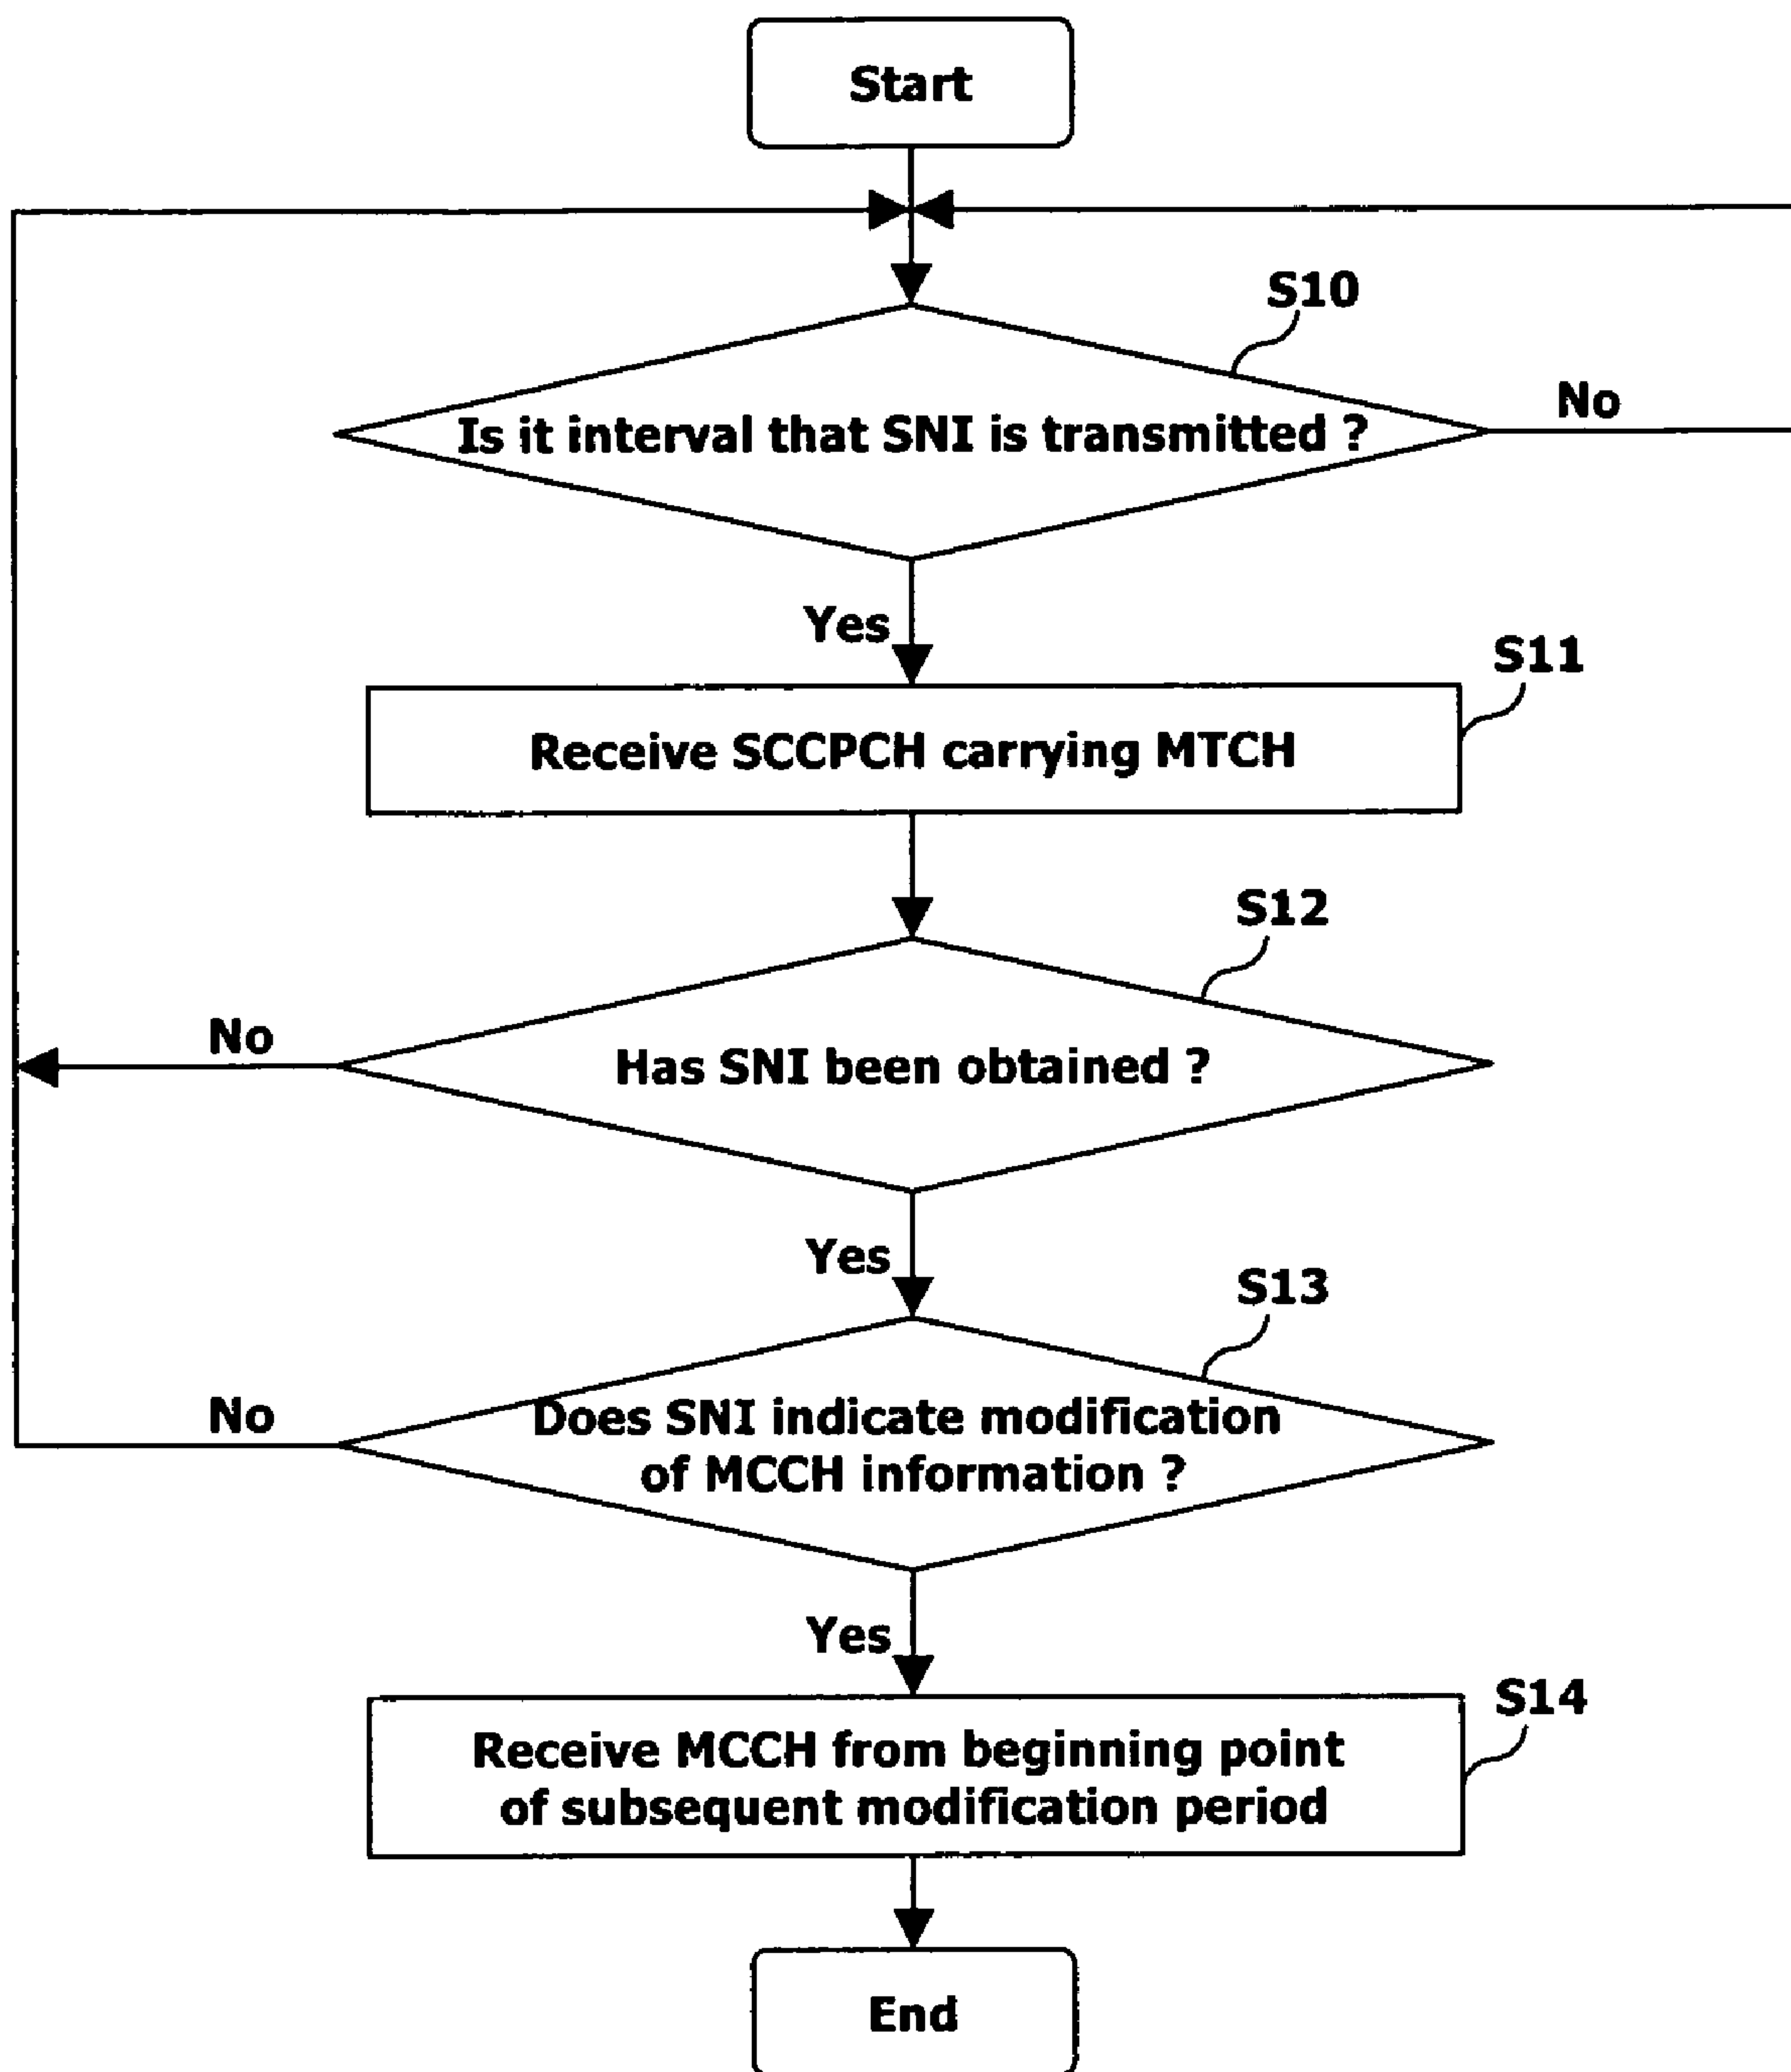 Start
S10
Is it interval that SNI is transmitted ?
No
Yes
S11
Receive SCCPCH carrying MTCH
S12
No
Has SNI been obtained ?
Yes
S13
No
Does SNI indicate modification
of MCCH information ?
Yes
S14
Receive MCCH from beginning point
of subsequent modification period
End